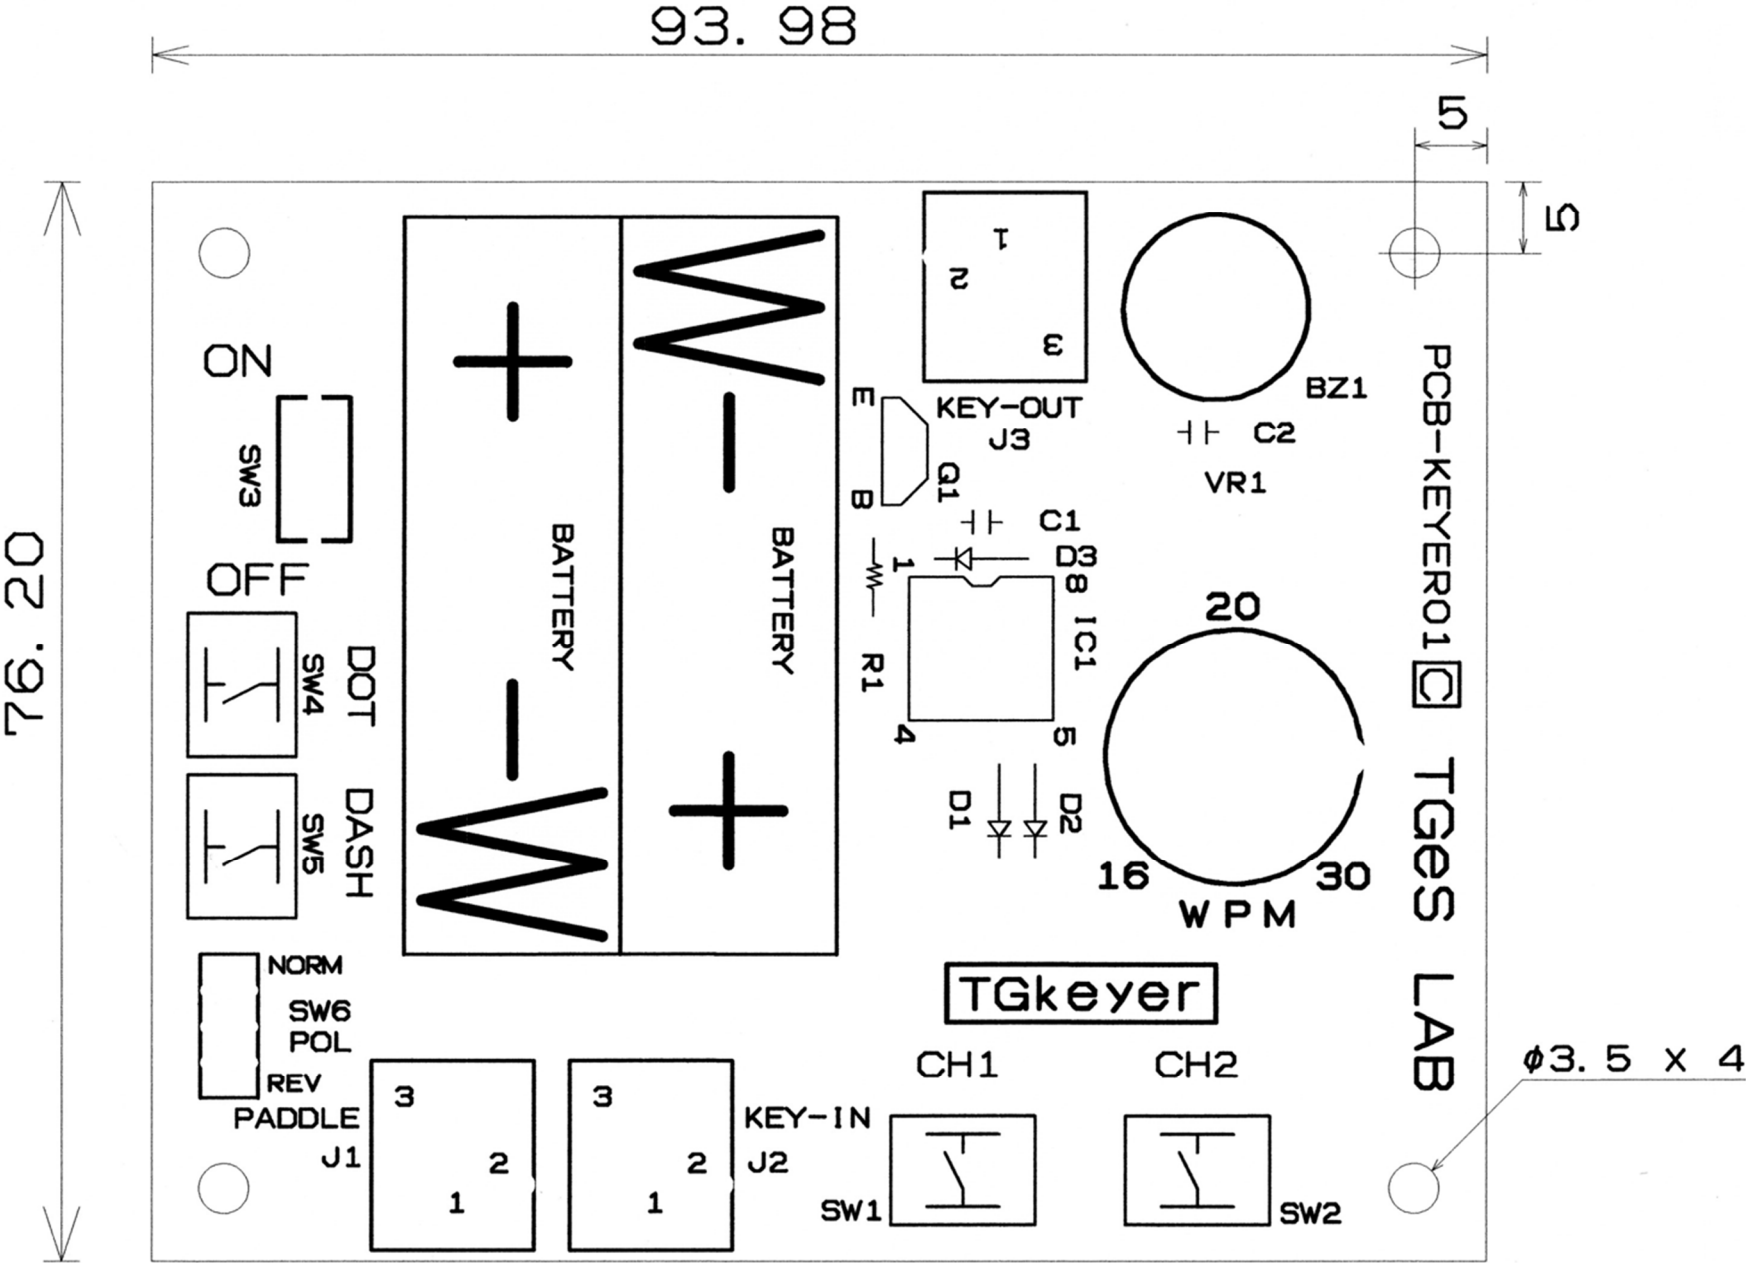 93. 98
5
5
76. 20
1
2
3
KEY-OUT
J3
BZ1
C2
VR1
PCB-KEYER01 C
TGeS LAB
ON
SW3
OFF
+
-
BATTERY
-
+
BATTERY
E
B
Q1
C1
D3
1
8
IC1
R1
4
5
D1
D2
20
16
30
WPM
DOT
SW4
DASH
SW5
NORM
SW6
POL
REV
PADDLE
J1
3
2
1
3
2
1
KEY-IN
J2
TGkeyer
CH1
CH2
SW1
SW2
φ3. 5 x 4